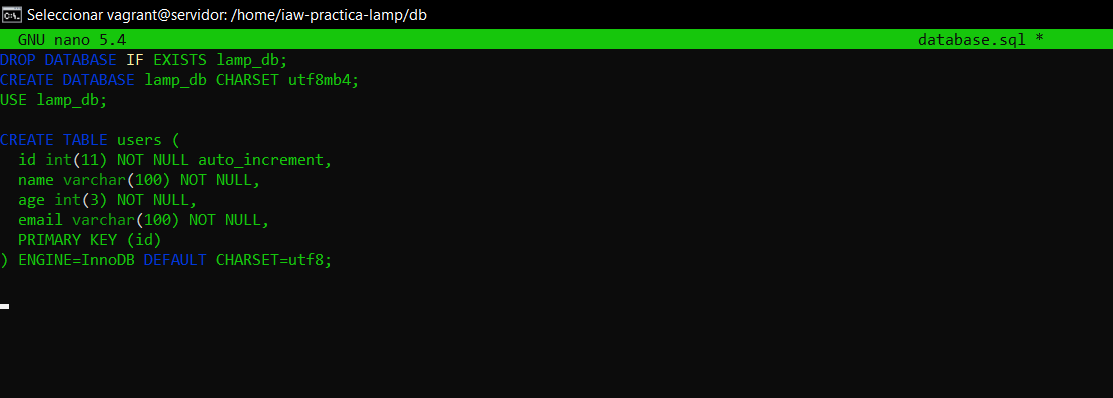 Seleccionar vagrant@servidor: /home/iaw-practica-lamp/db
GNU nano 5.4 database.sql *
DROP DATABASE IF EXISTS lamp_db;
CREATE DATABASE lamp_db CHARSET utf8mb4;
USE lamp_db;
CREATE TABLE users (
id int(11) NOT NULL auto_increment,
name varchar(100) NOT NULL,
age int(3) NOT NULL,
email varchar(100) NOT NULL,
PRIMARY KEY (id)
) ENGINE=InnoDB DEFAULT CHARSET=utf8;